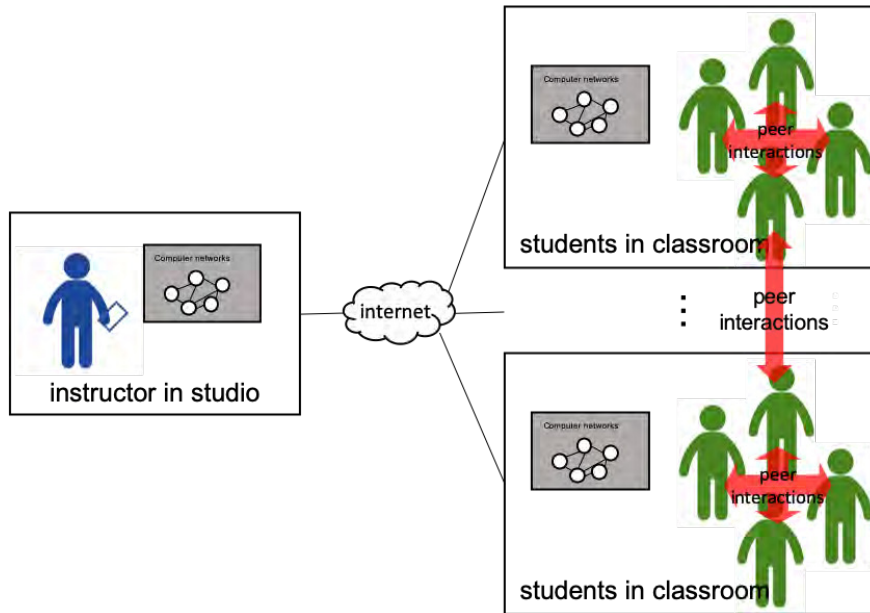 Computer networks
peer
interactions
students in classroom
Computer networks
instructor in studio
internet
peer
interactions
Computer networks
peer
interactions
students in classroom